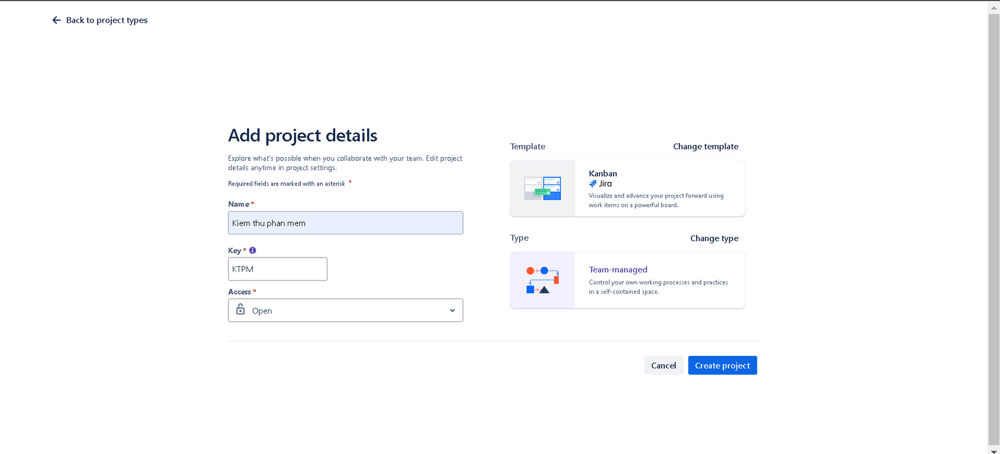 Back to project types
Add project details
Explore what's possible when you collaborate with your team. Edit project
details anytime in project settings.
Required fields are marked with an asterisk *
Name *
Kiem thu phan mem
Key *
KTPM
Access *
Open
Template
Change template
Kanban
Jira
Visualize and advance your project forward using
work items on a powerful board.
Type
Change type
Team-managed
Control your own working processes and practices
in a self-contained space.
Cancel
Create project